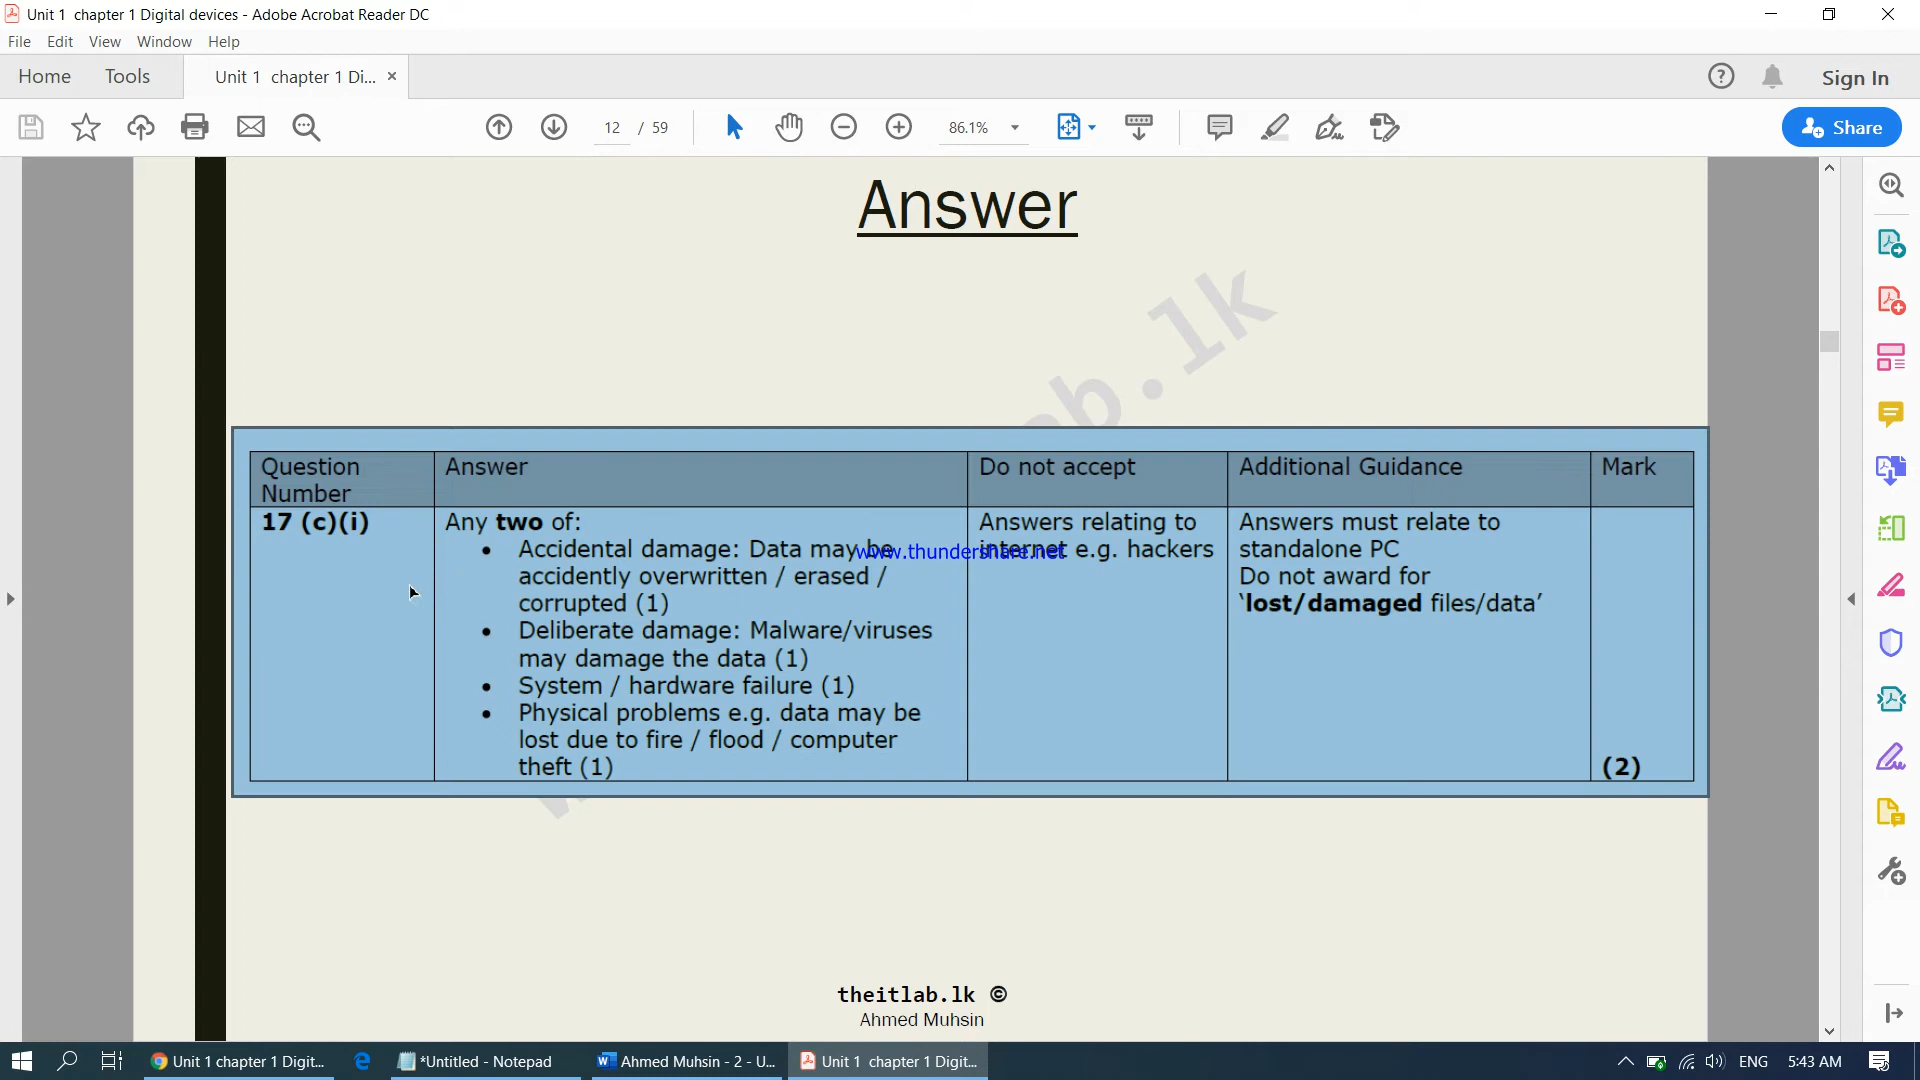 Unit 1  chapter 1 Digital devices - Adobe Acrobat Reader DC
File Edit View Window Help
Home Tools Unit 1  chapter 1 Di... × Sign In
12 / 59 86.1% Share
Answer
ab.lk
Question Number
Answer
Do not accept
Additional Guidance
Mark
17 (c)(i)
Any two of:
• Accidental damage: Data may be
accidently overwritten / erased /
corrupted (1)
• Deliberate damage: Malware/viruses
may damage the data (1)
• System / hardware failure (1)
• Physical problems e.g. data may be
lost due to fire / flood / computer
theft (1)
Answers relating to
internet e.g. hackers
www.thundershare.net
Answers must relate to
standalone PC
Do not award for
‘lost/damaged files/data’
(2)
theitlab.lk ©
Ahmed Muhsin
Unit 1 chapter 1 Digit... *Untitled - Notepad Ahmed Muhsin - 2 - U... Unit 1  chapter 1 Digit... ENG 5:43 AM